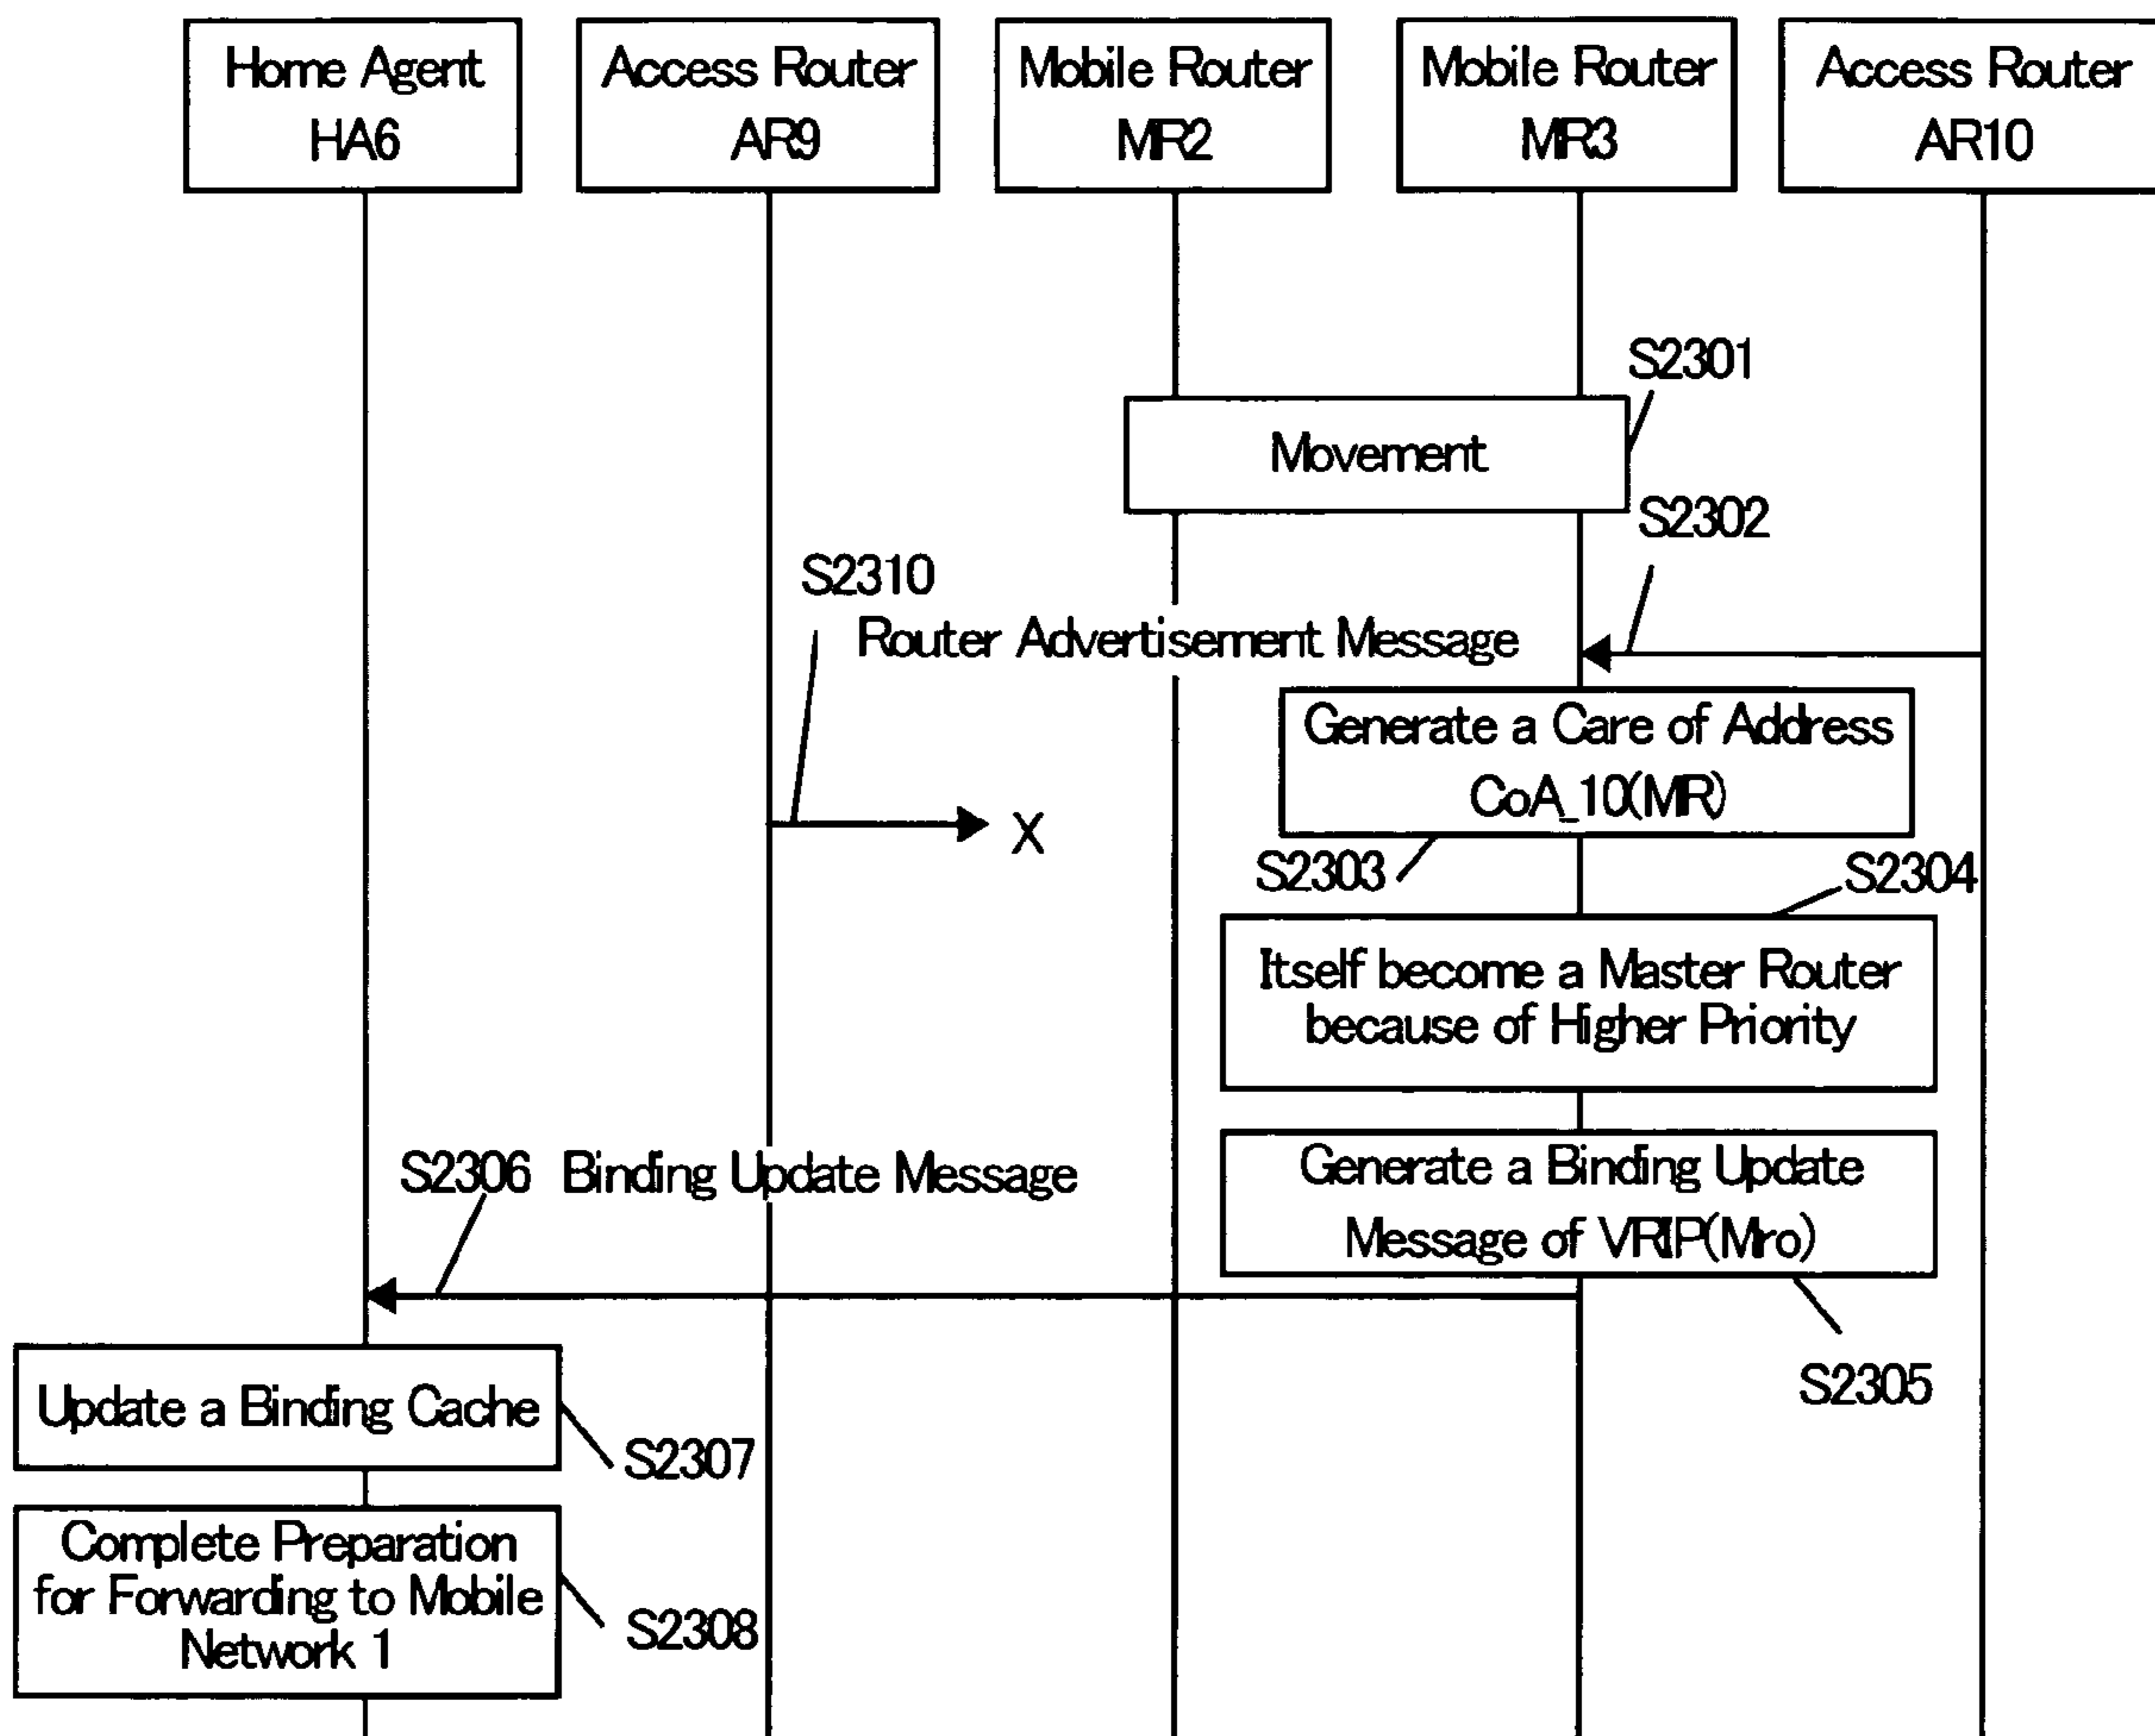 Home Agent
HA6
Access Router
AR9
Mobile Router
MR2
Mobile Router
MR3
Access Router
AR10
S2301
Movement
S2302
S2310
Router Advertisement Message
Generate a Care of Address
CoA_10(MR)
X
S2303
S2304
Itself become a Master Router
because of Higher Priority
S2306 Binding Update Message
Generate a Binding Update
Message of VRIP(Mro)
S2305
Update a Binding Cache
S2307
Complete Preparation
for Forwarding to Mobile
Network 1
S2308